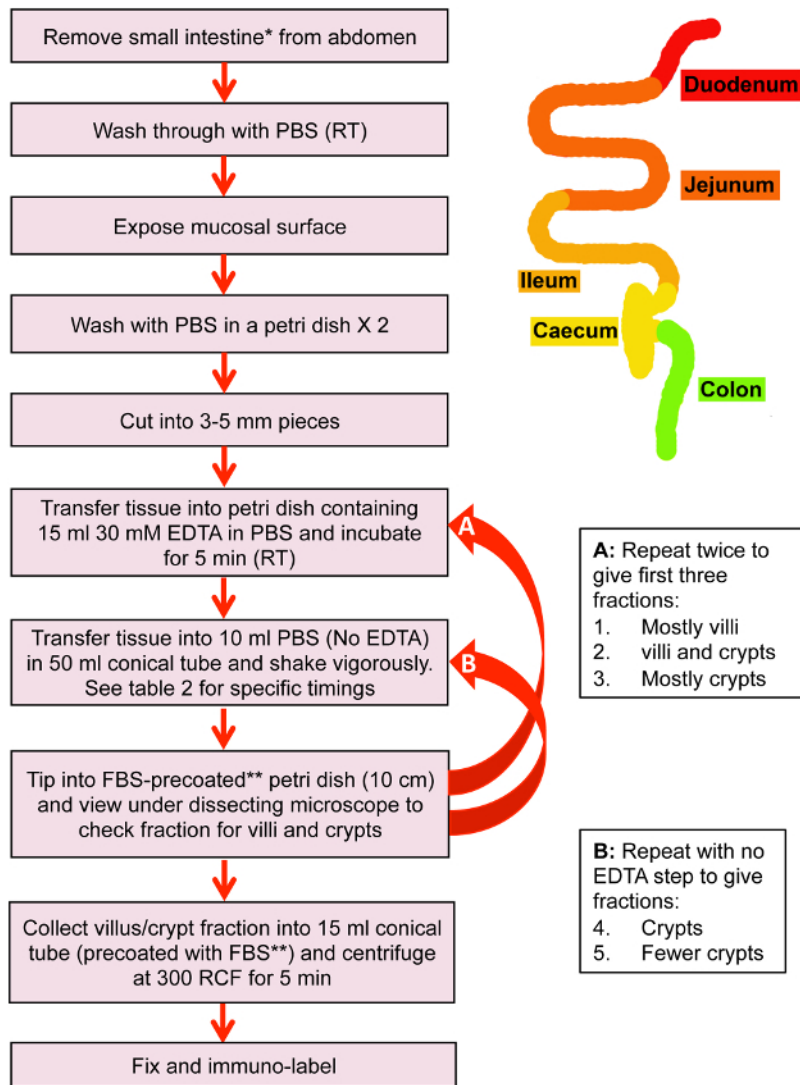 Remove small intestine* from abdomen
Wash through with PBS (RT)
Expose mucosal surface
Wash with PBS in a petri dish X 2
Cut into 3-5 mm pieces
Transfer tissue into petri dish containing
15 ml 30 mM EDTA in PBS and incubate
for 5 min (RT)
Transfer tissue into 10 ml PBS (No EDTA)
in 50 ml conical tube and shake vigorously.
See table 2 for specific timings
Tip into FBS-precoated** petri dish (10 cm)
and view under dissecting microscope to
check fraction for villi and crypts
Collect villus/crypt fraction into 15 ml conical
tube (precoated with FBS**) and centrifuge
at 300 RCF for 5 min
Fix and immuno-label
A
B
Duodenum
Jejunum
Ileum
Caecum
Colon
A: Repeat twice to
give first three
fractions:
1. Mostly villi
2. villi and crypts
3. Mostly crypts
B: Repeat with no
EDTA step to give
fractions:
4. Crypts
5. Fewer crypts